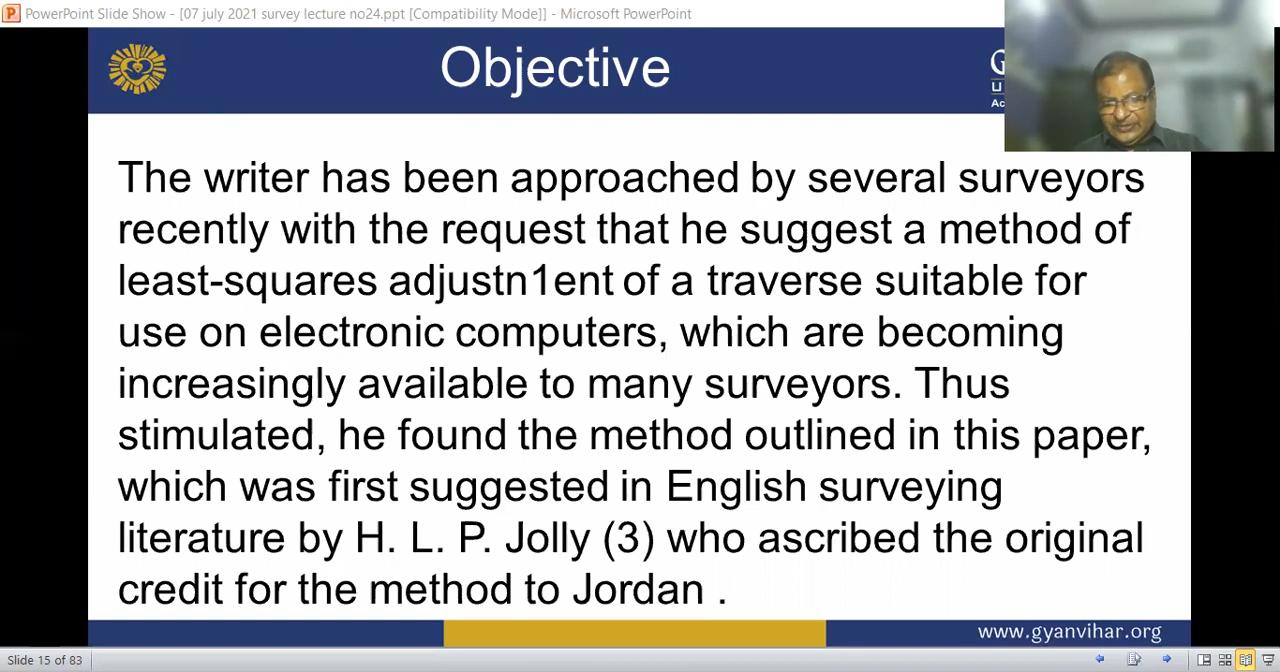 PowerPoint Slide Show - [07 july 2021 survey lecture no24.ppt [Compatibility Mode]] - Microsoft PowerPoint
Objective
The writer has been approached by several surveyors
recently with the request that he suggest a method of
least-squares adjustn1ent of a traverse suitable for
use on electronic computers, which are becoming
increasingly available to many surveyors. Thus
stimulated, he found the method outlined in this paper,
which was first suggested in English surveying
literature by H. L. P. Jolly (3) who ascribed the original
credit for the method to Jordan .
www.gyanvihar.org
Slide 15 of 83